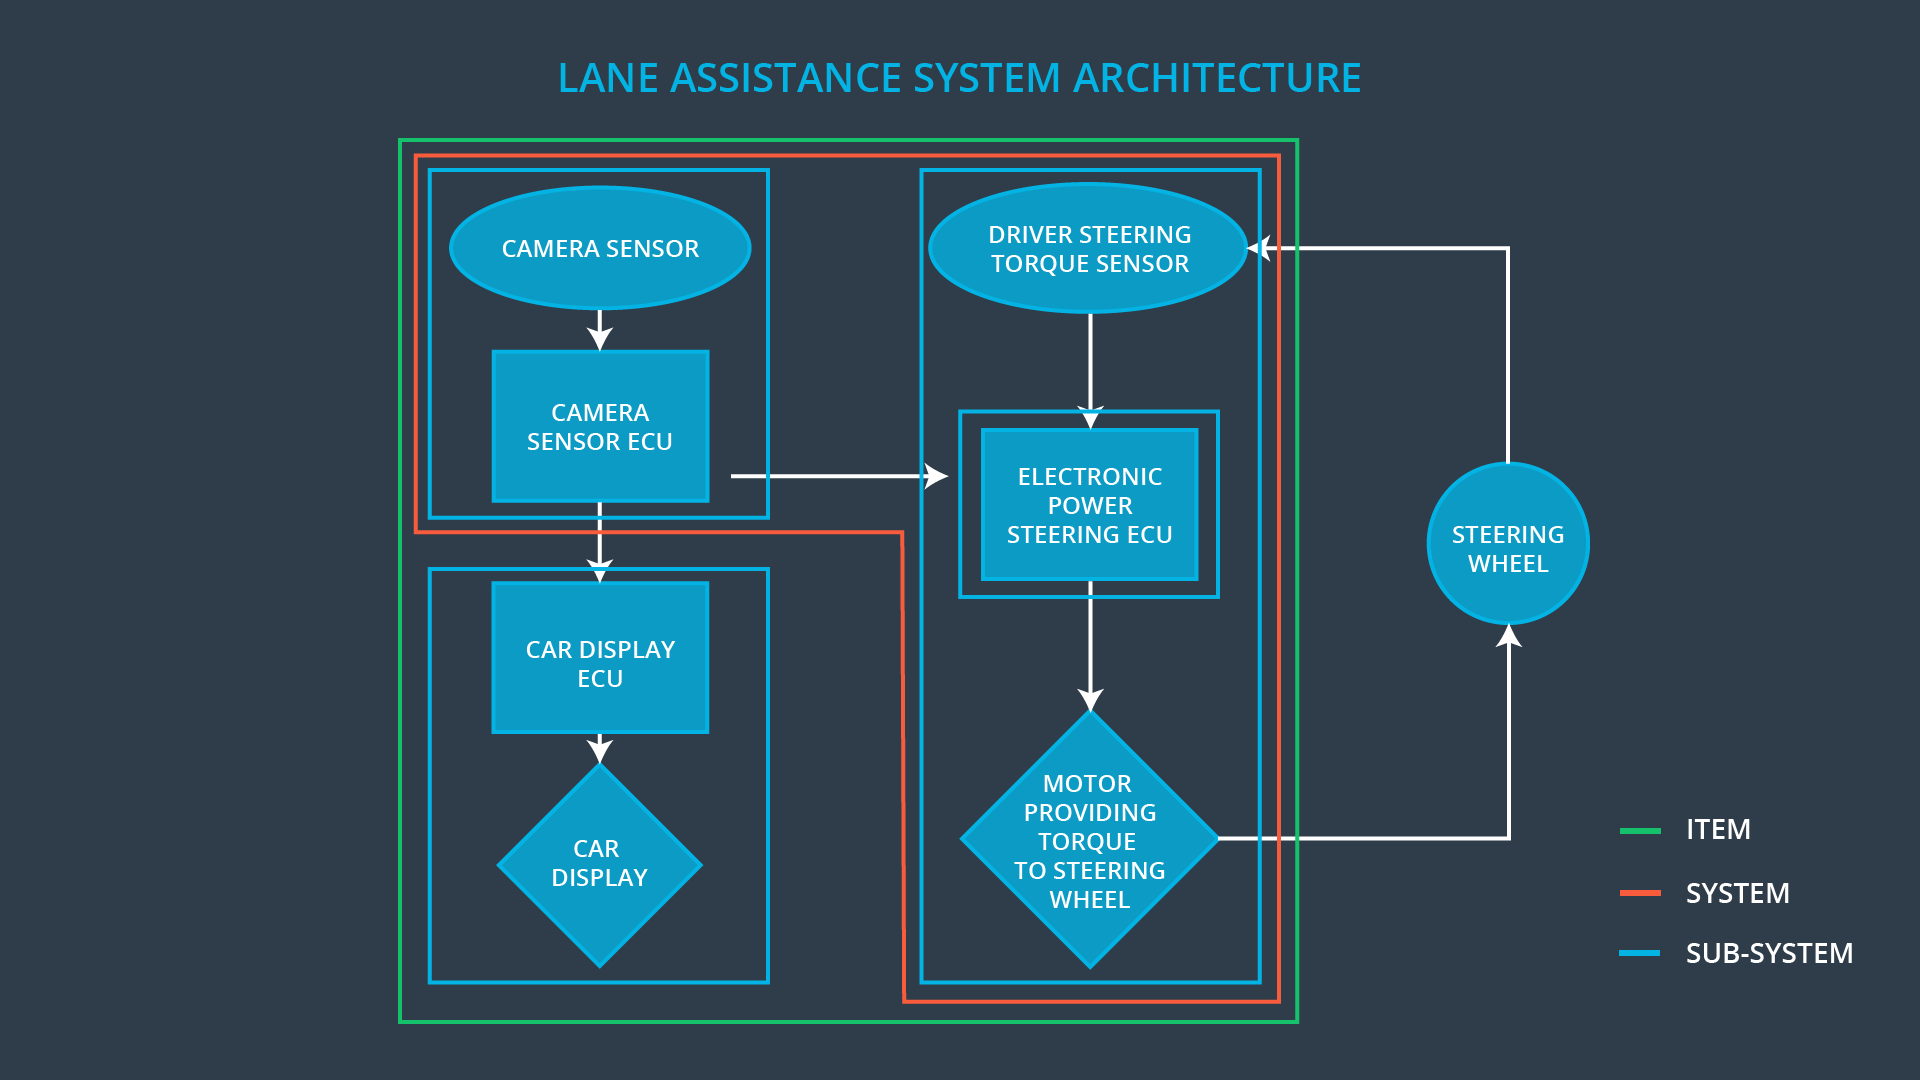 LANE ASSISTANCE SYSTEM ARCHITECTURE
CAMERA SENSOR
DRIVER STEERING
TORQUE SENSOR
CAMERA
SENSOR ECU
ELECTRONIC
POWER
STEERING ECU
STEERING
WHEEL
CAR DISPLAY
ECU
MOTOR
PROVIDING
TORQUE
TO STEERING
WHEEL
CAR
DISPLAY
ITEM
SYSTEM
SUB-SYSTEM